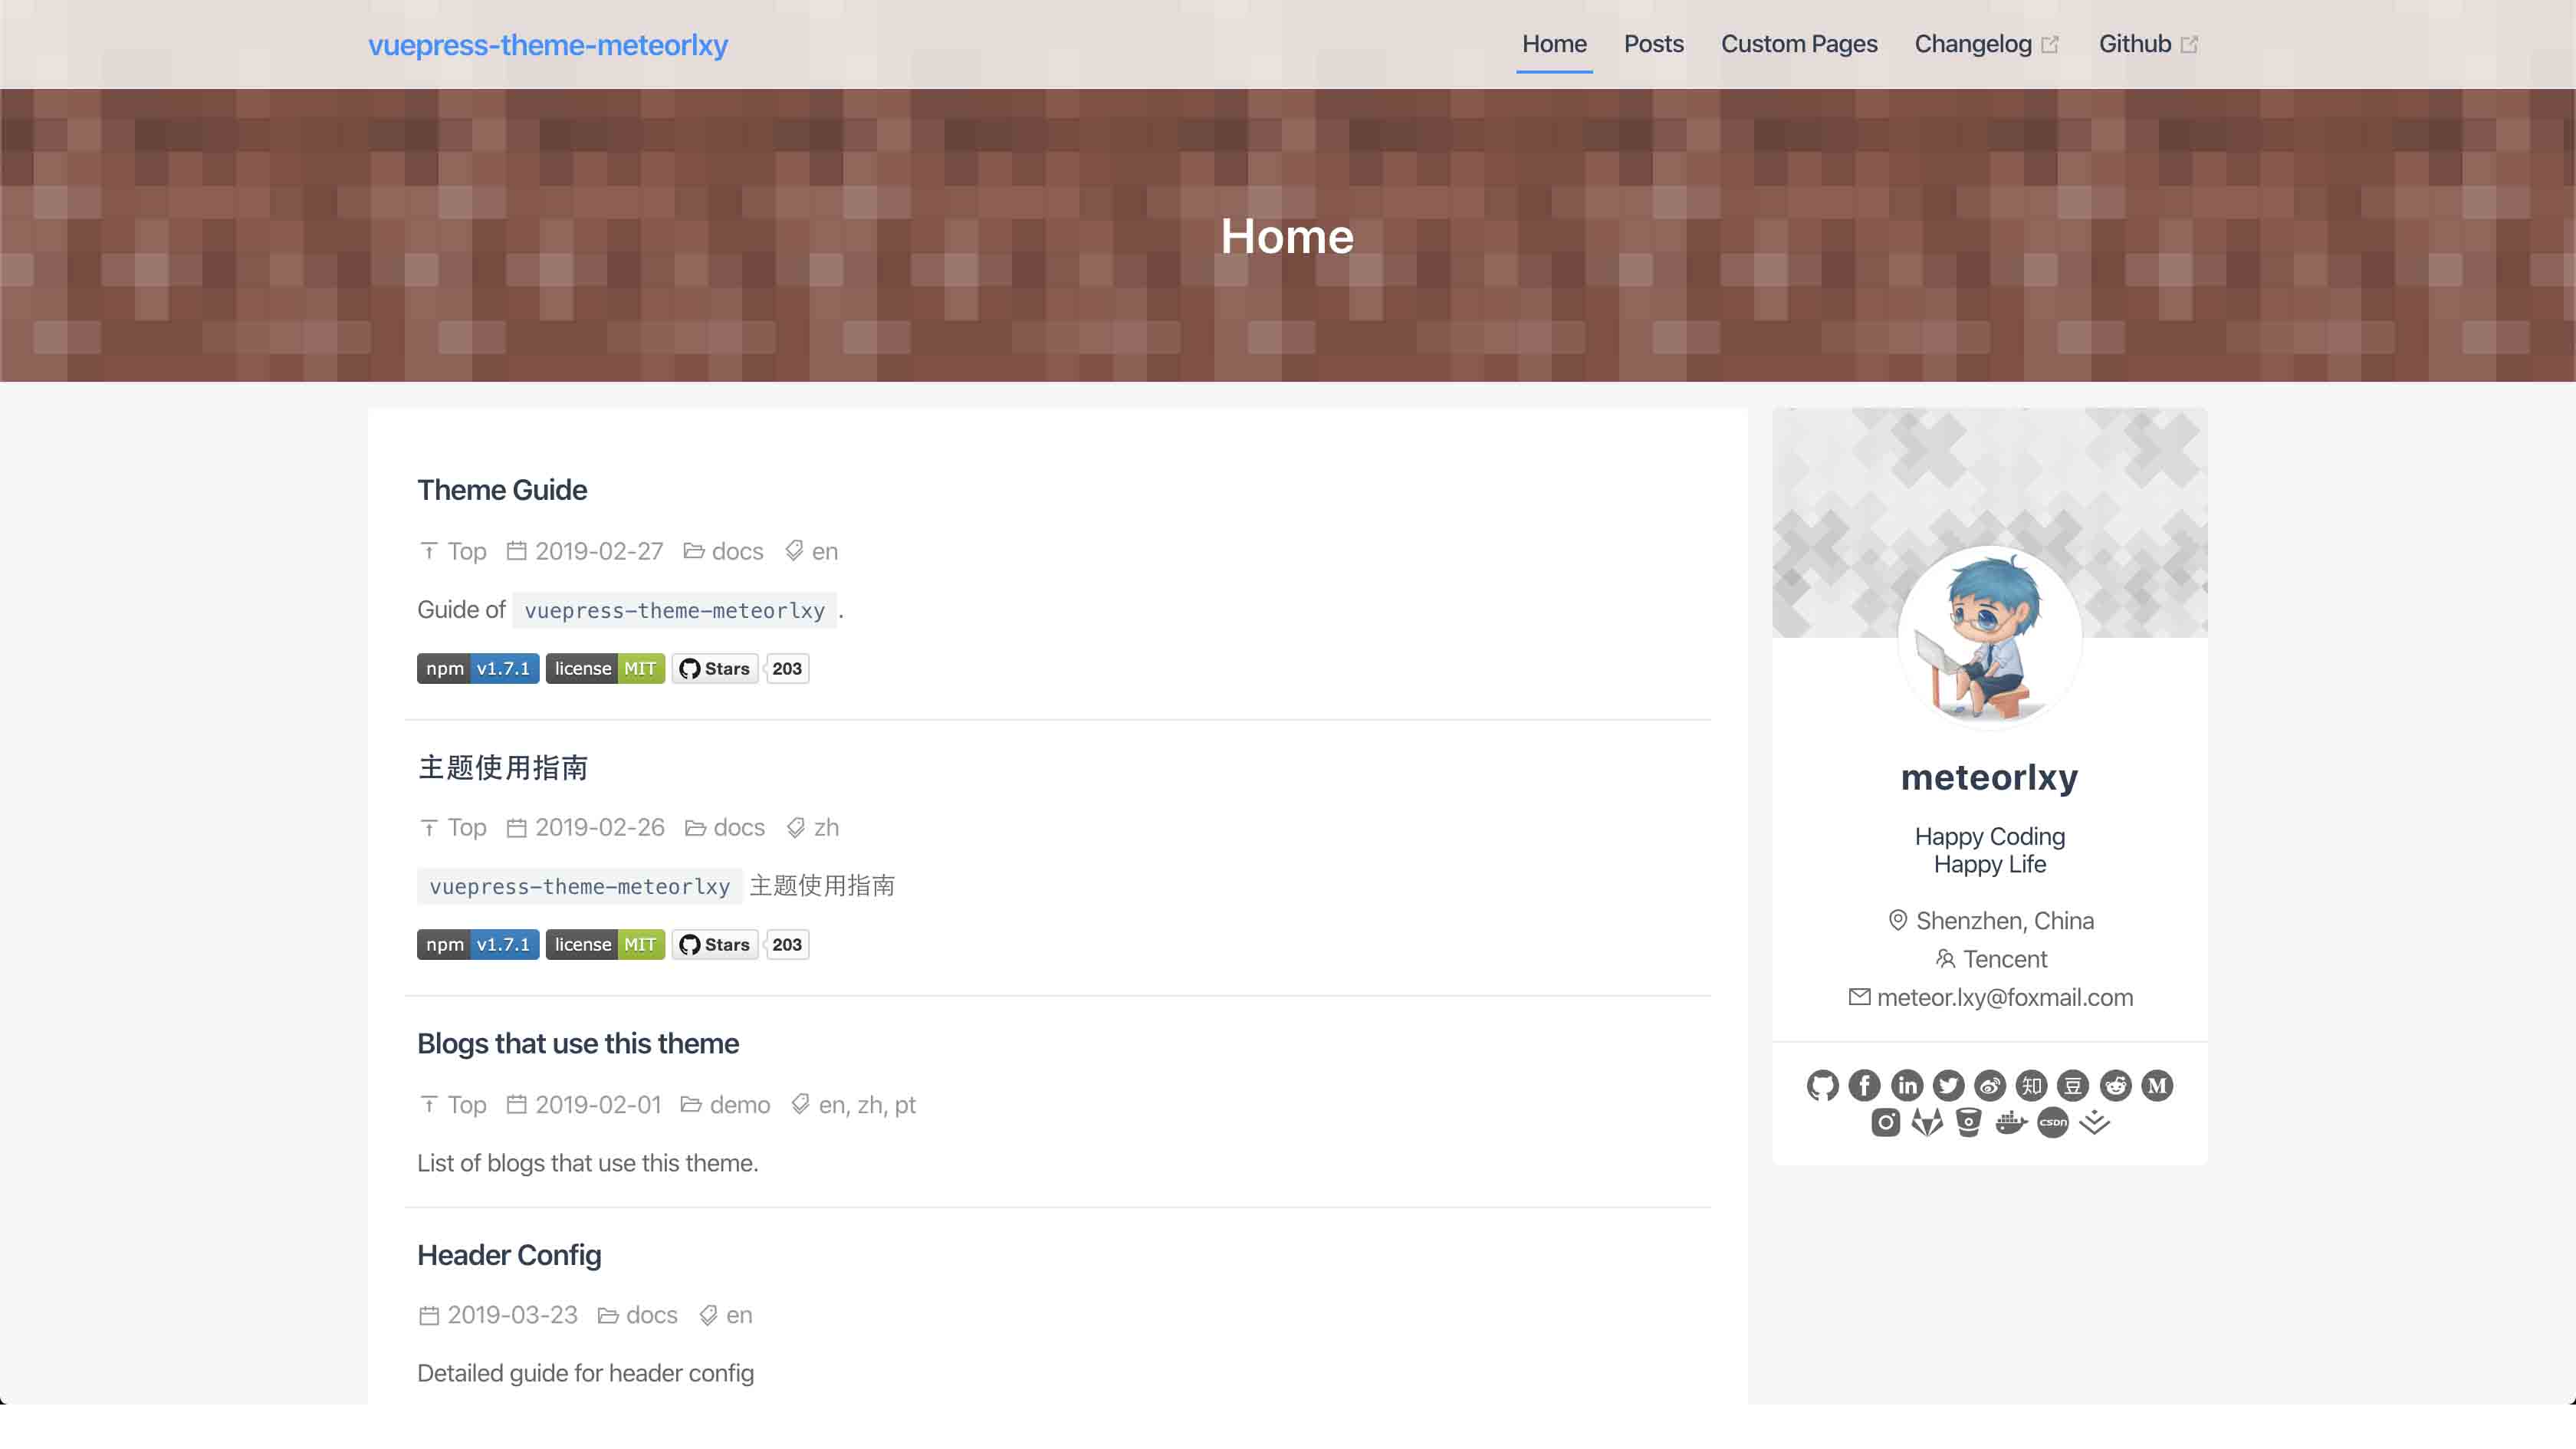 vuepress-theme-meteorlxy
Home Posts Custom Pages Changelog Github
Home
Theme Guide
Top 2019-02-27 docs en
Guide of vuepress-theme-meteorlxy .
npm v1.7.1 license MIT Stars 203
主题使用指南
Top 2019-02-26 docs zh
vuepress-theme-meteorlxy 主题使用指南
npm v1.7.1 license MIT Stars 203
Blogs that use this theme
Top 2019-02-01 demo en, zh, pt
List of blogs that use this theme.
Header Config
2019-03-23 docs en
Detailed guide for header config
meteorlxy
Happy Coding
Happy Life
Shenzhen, China
Tencent
meteor.lxy@foxmail.com
f in 知 豆 M
CSDN